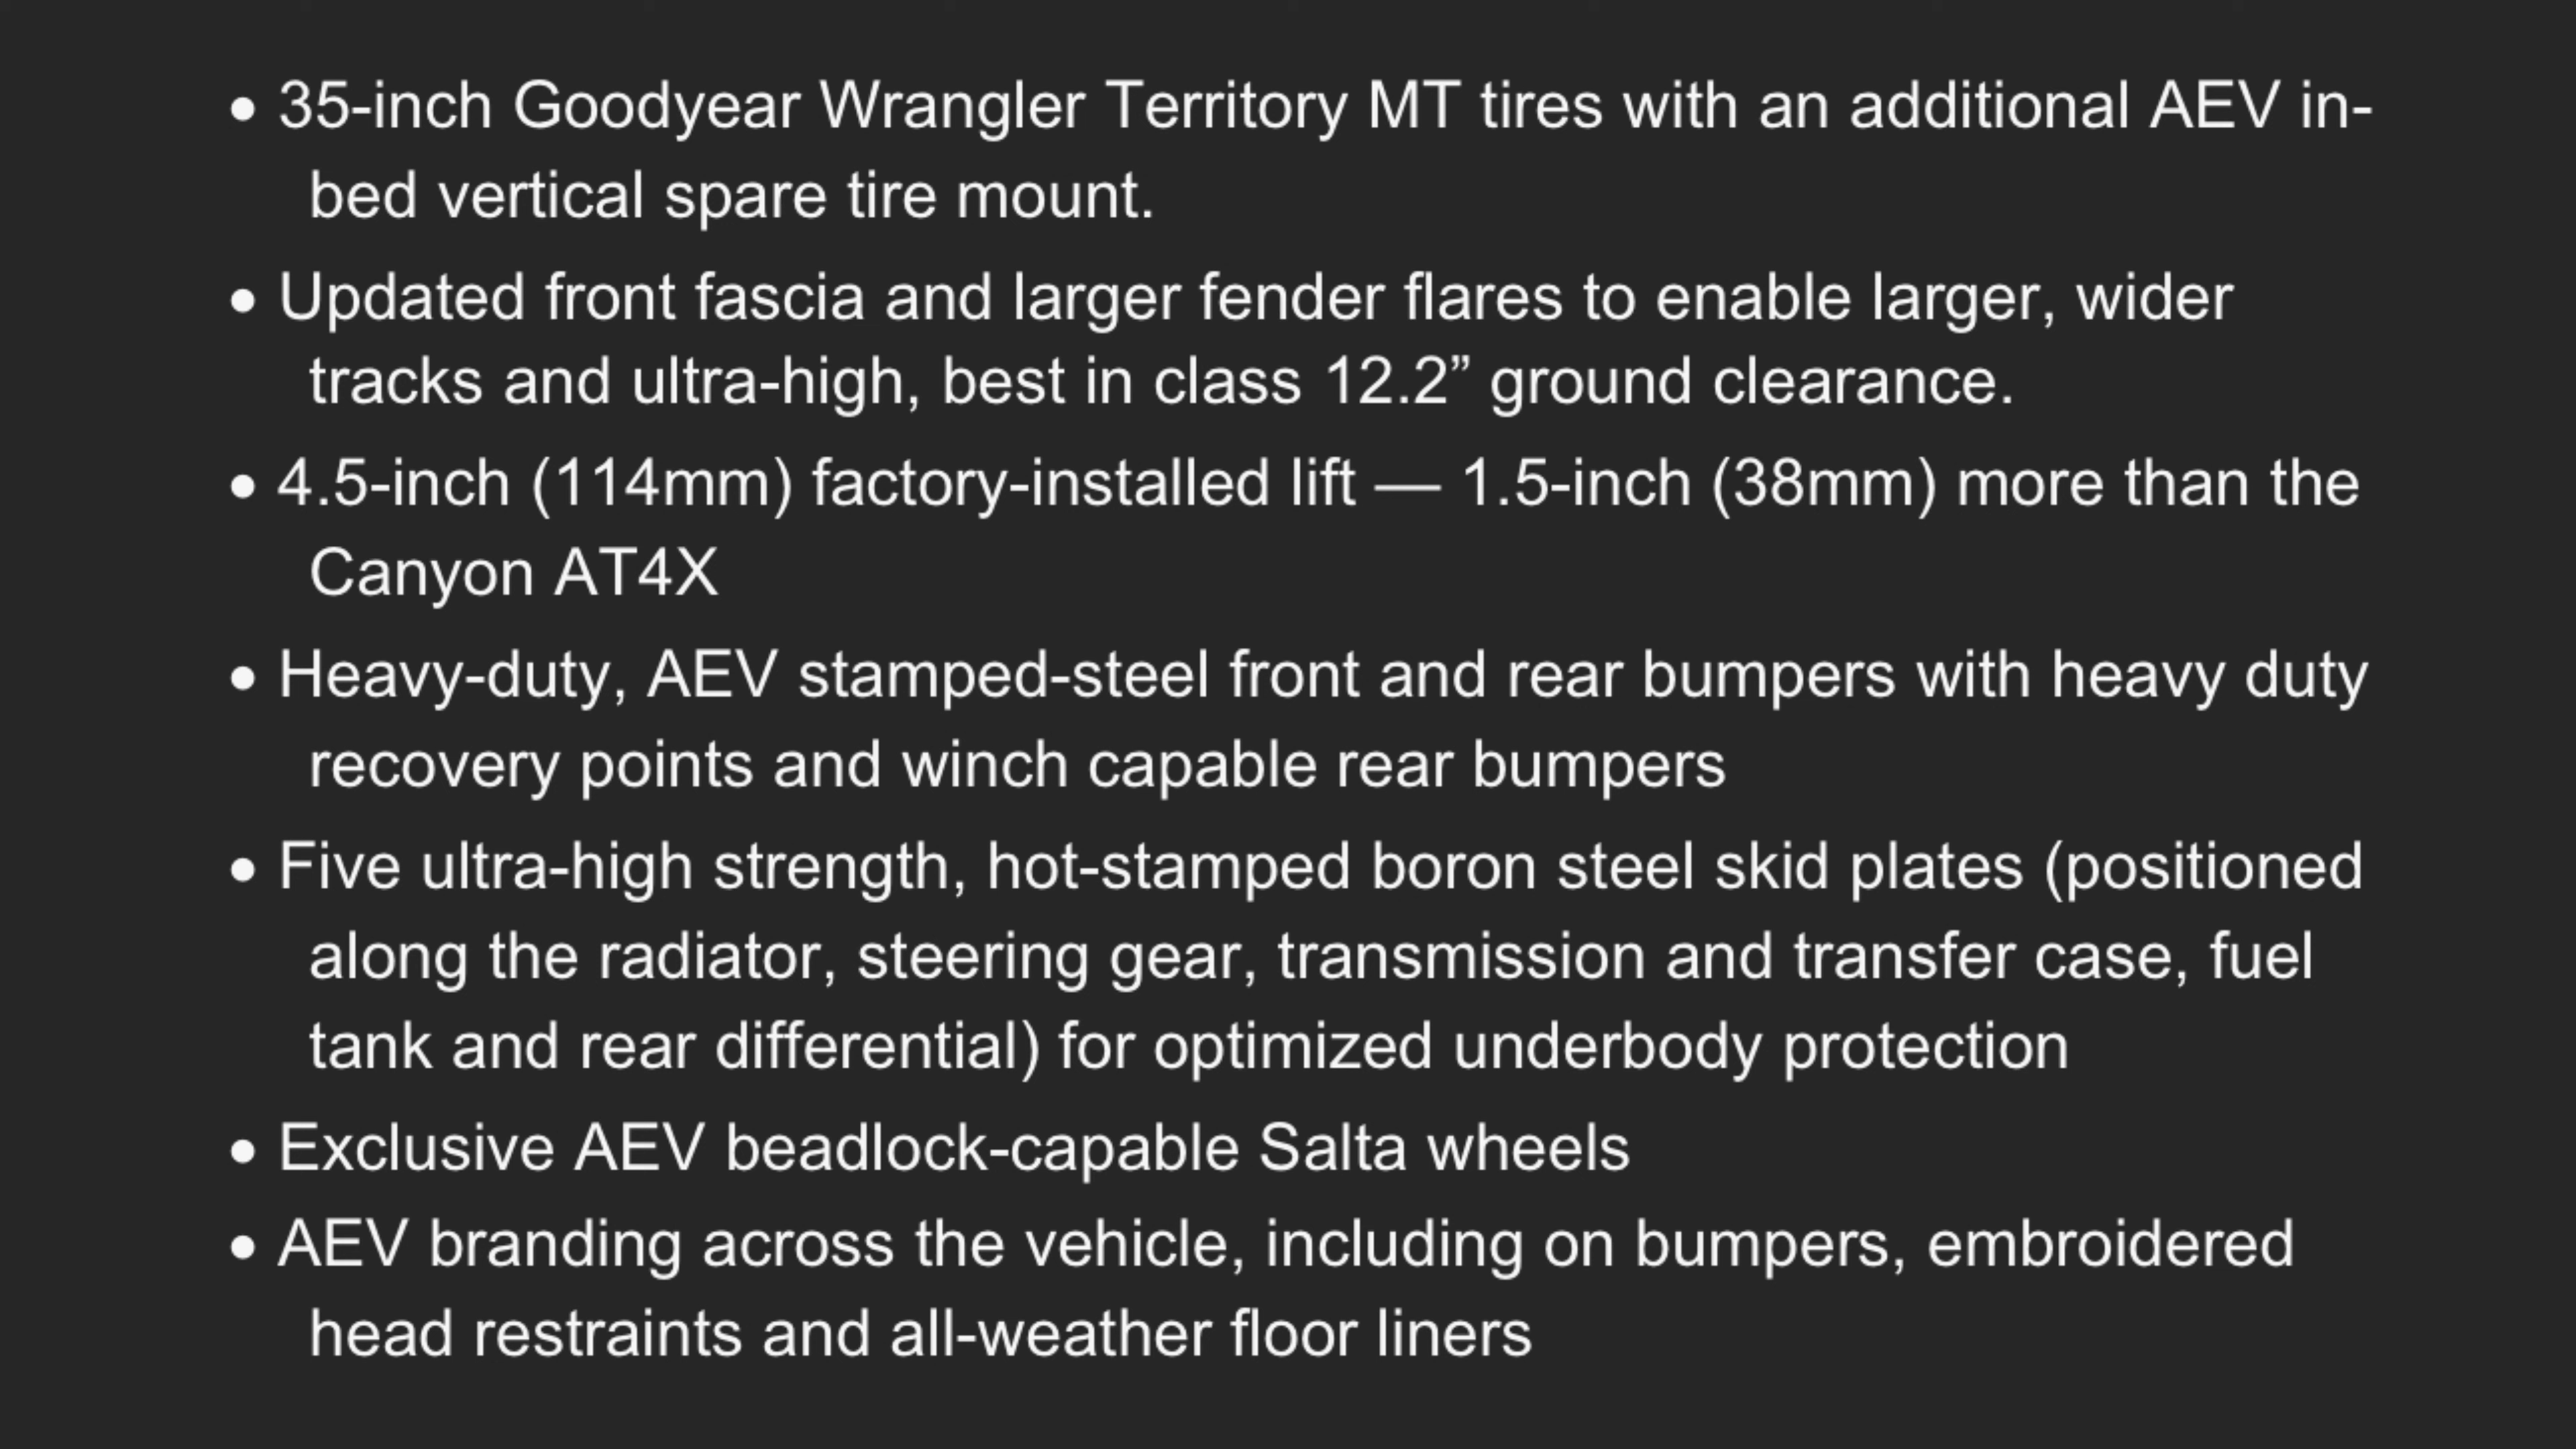 • 35-inch Goodyear Wrangler Territory MT tires with an additional AEV in-
bed vertical spare tire mount.
• Updated front fascia and larger fender flares to enable larger, wider
tracks and ultra-high, best in class 12.2” ground clearance.
• 4.5-inch (114mm) factory-installed lift — 1.5-inch (38mm) more than the
Canyon AT4X
• Heavy-duty, AEV stamped-steel front and rear bumpers with heavy duty
recovery points and winch capable rear bumpers
• Five ultra-high strength, hot-stamped boron steel skid plates (positioned
along the radiator, steering gear, transmission and transfer case, fuel
tank and rear differential) for optimized underbody protection
• Exclusive AEV beadlock-capable Salta wheels
• AEV branding across the vehicle, including on bumpers, embroidered
head restraints and all-weather floor liners